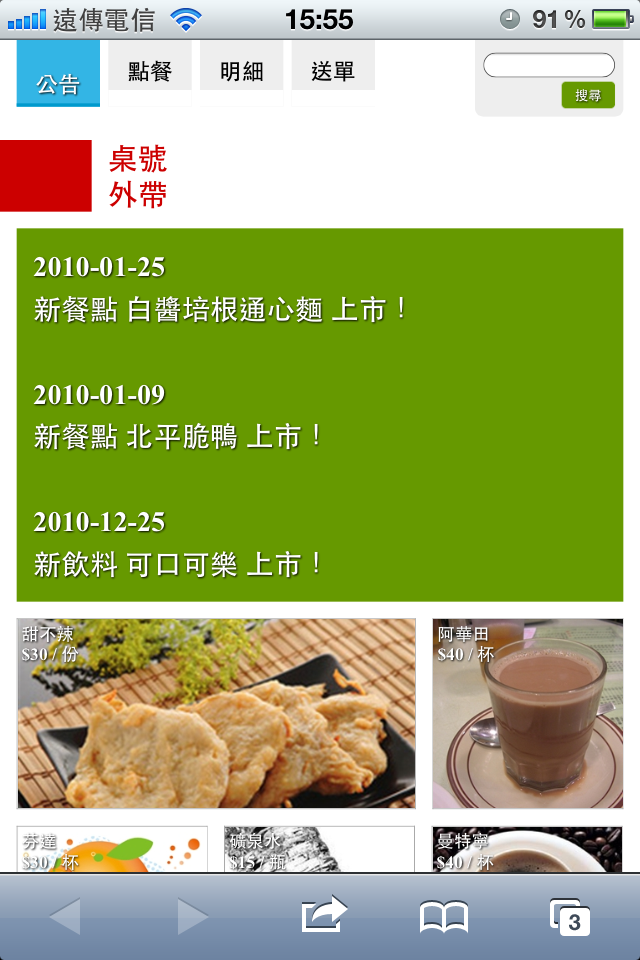 遠傳電信 15:55 91 %
公告 點餐 明細 送單
搜尋
桌號
外帶
2010-01-25
新餐點 白醬培根通心麵 上市！
2010-01-09
新餐點 北平脆鴨 上市！
2010-12-25
新飲料 可口可樂 上市！
甜不辣
$30 / 份
阿華田
$40 / 杯
芬達
$30 / 杯
礦泉水
$15 / 瓶
曼特寧
$40 / 杯
3